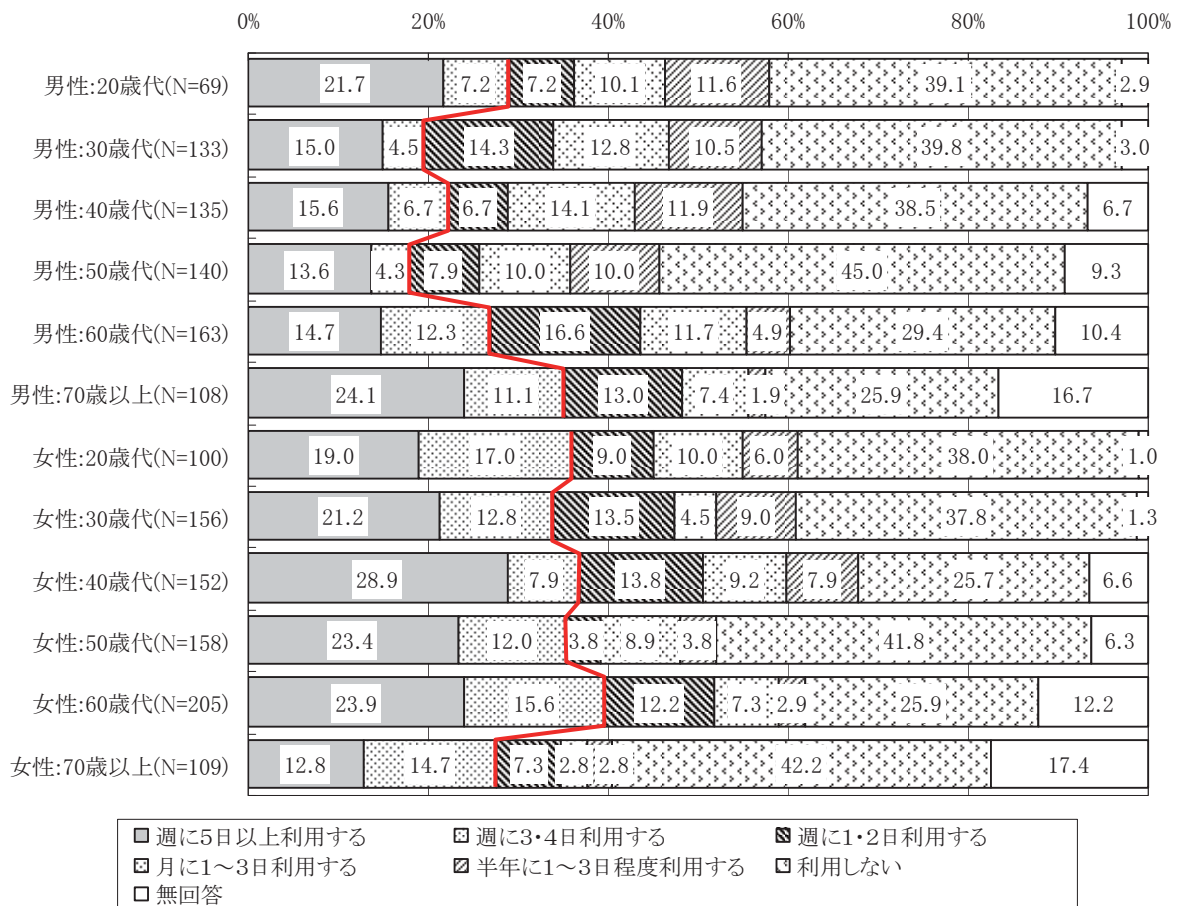 0% 20% 40% 60% 80% 100%
男性:20歳代(N=69) 21.7 7.2 7.2 10.1 11.6 39.1 2.9
男性:30歳代(N=133) 15.0 4.5 14.3 12.8 10.5 39.8 3.0
男性:40歳代(N=135) 15.6 6.7 6.7 14.1 11.9 38.5 6.7
男性:50歳代(N=140) 13.6 4.3 7.9 10.0 10.0 45.0 9.3
男性:60歳代(N=163) 14.7 12.3 16.6 11.7 4.9 29.4 10.4
男性:70歳以上(N=108) 24.1 11.1 13.0 7.4 1.9 25.9 16.7
女性:20歳代(N=100) 19.0 17.0 9.0 10.0 6.0 38.0 1.0
女性:30歳代(N=156) 21.2 12.8 13.5 4.5 9.0 37.8 1.3
女性:40歳代(N=152) 28.9 7.9 13.8 9.2 7.9 25.7 6.6
女性:50歳代(N=158) 23.4 12.0 3.8 8.9 3.8 41.8 6.3
女性:60歳代(N=205) 23.9 15.6 12.2 7.3 2.9 25.9 12.2
女性:70歳以上(N=109) 12.8 14.7 7.3 2.8 2.8 42.2 17.4
週に5日以上利用する 週に3・4日利用する 週に1・2日利用する
月に1～3日利用する 半年に1～3日程度利用する 利用しない
無回答